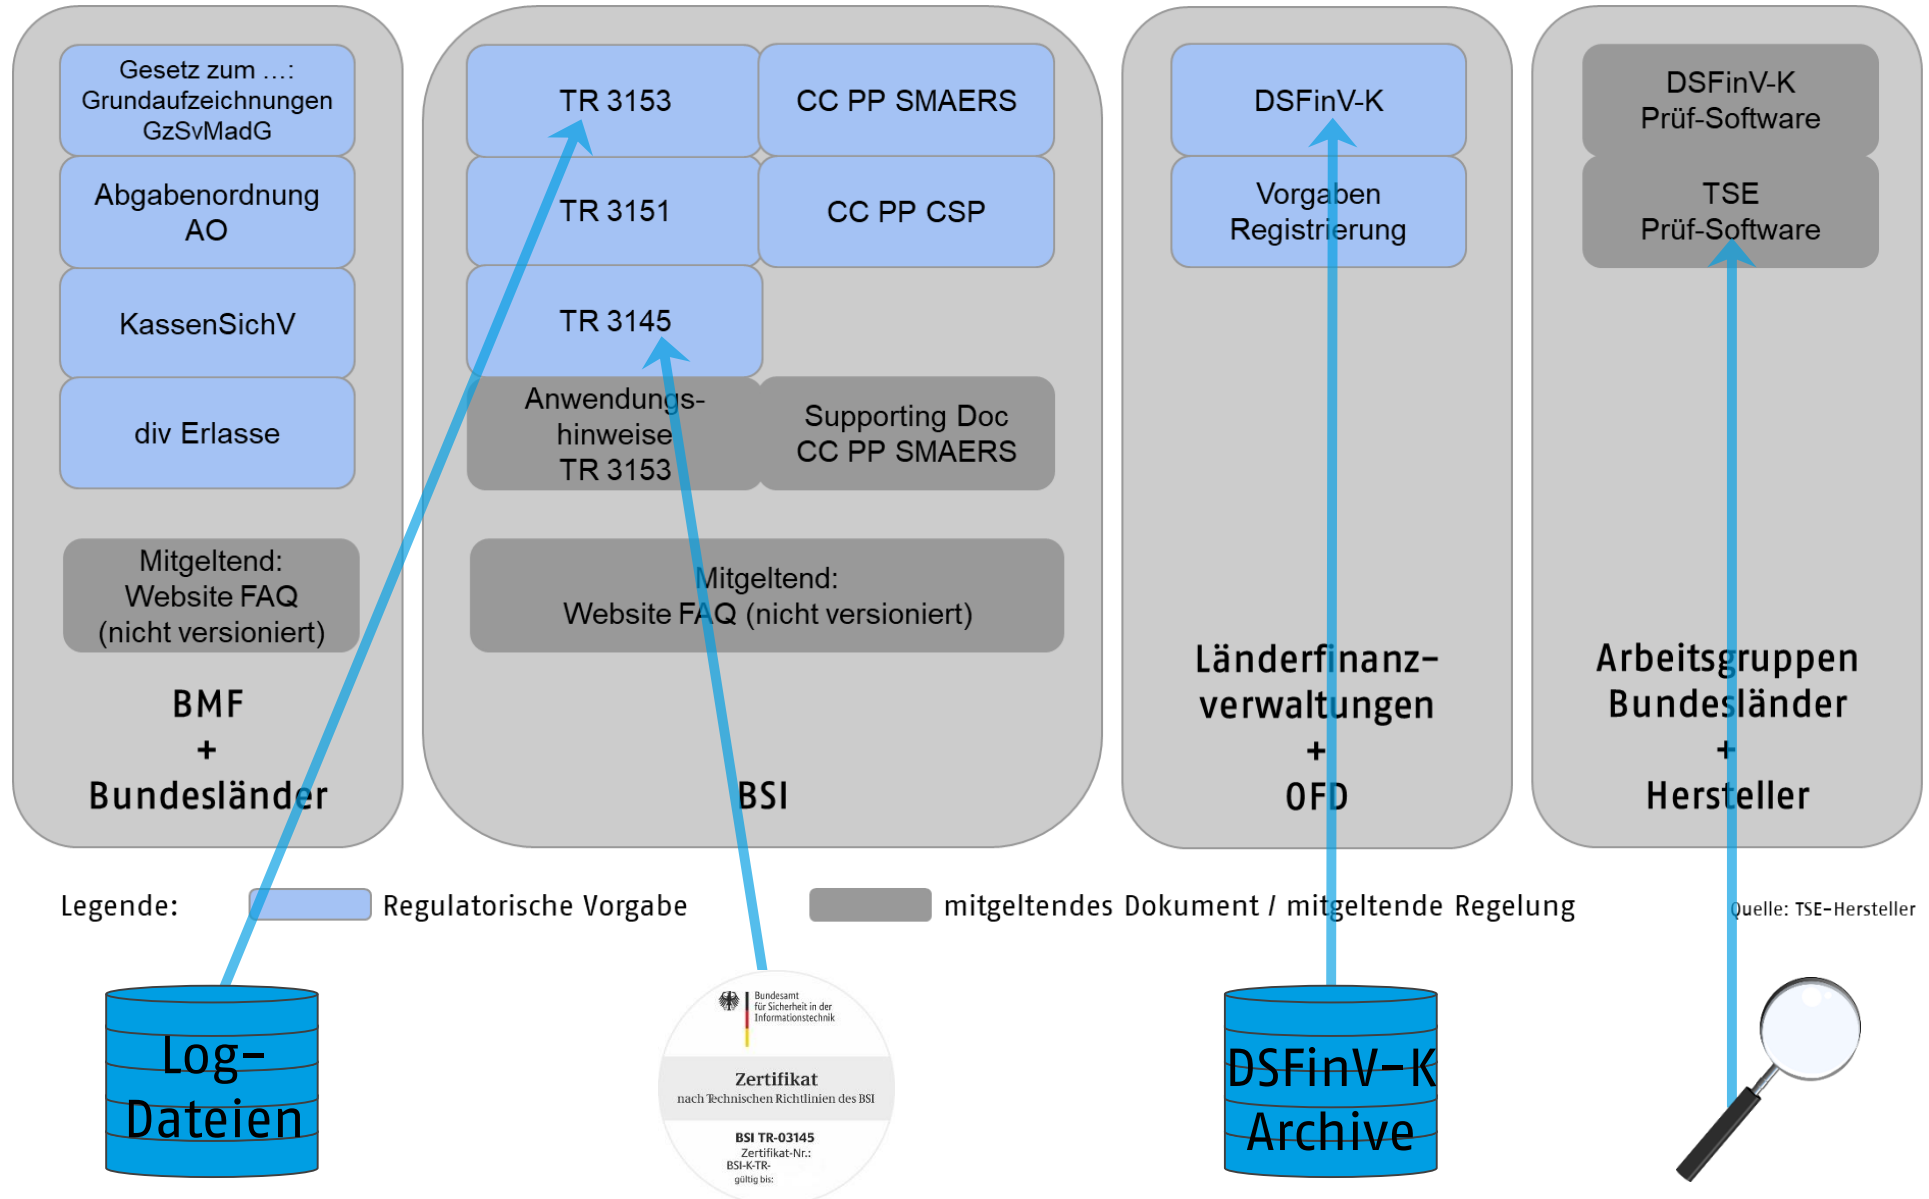 Gesetz zum ...:
Grundaufzeichnungen
GzSvMadG
Abgabenordnung
AO
KassenSichV
div Erlasse
Mitgeltend:
Website FAQ
(nicht versioniert)
BMF
+
Bundesländer
TR 3153
CC PP SMAERS
TR 3151
CC PP CSP
TR 3145
Anwendungs-
hinweise
TR 3153
Supporting Doc
CC PP SMAERS
Mitgeltend:
Website FAQ (nicht versioniert)
BSI
DSFinV-K
Vorgaben
Registrierung
Länderfinanz-
verwaltungen
+
OFD
DSFinV-K
Prüf-Software
TSE
Prüf-Software
Arbeitsgruppen
Bundesländer
+
Hersteller
Legende:
Regulatorische Vorgabe
mitgeltendes Dokument / mitgeltende Regelung
Quelle: TSE-Hersteller
Log-
Dateien
Bundesamt
für Sicherheit in der
Informationstechnik
Zertifikat
nach Technischen Richtlinien des BSI
BSI TR-03145
Zertifikat-Nr.:
BSI-K-TR-
gültig bis:
DSFinV-K
Archive